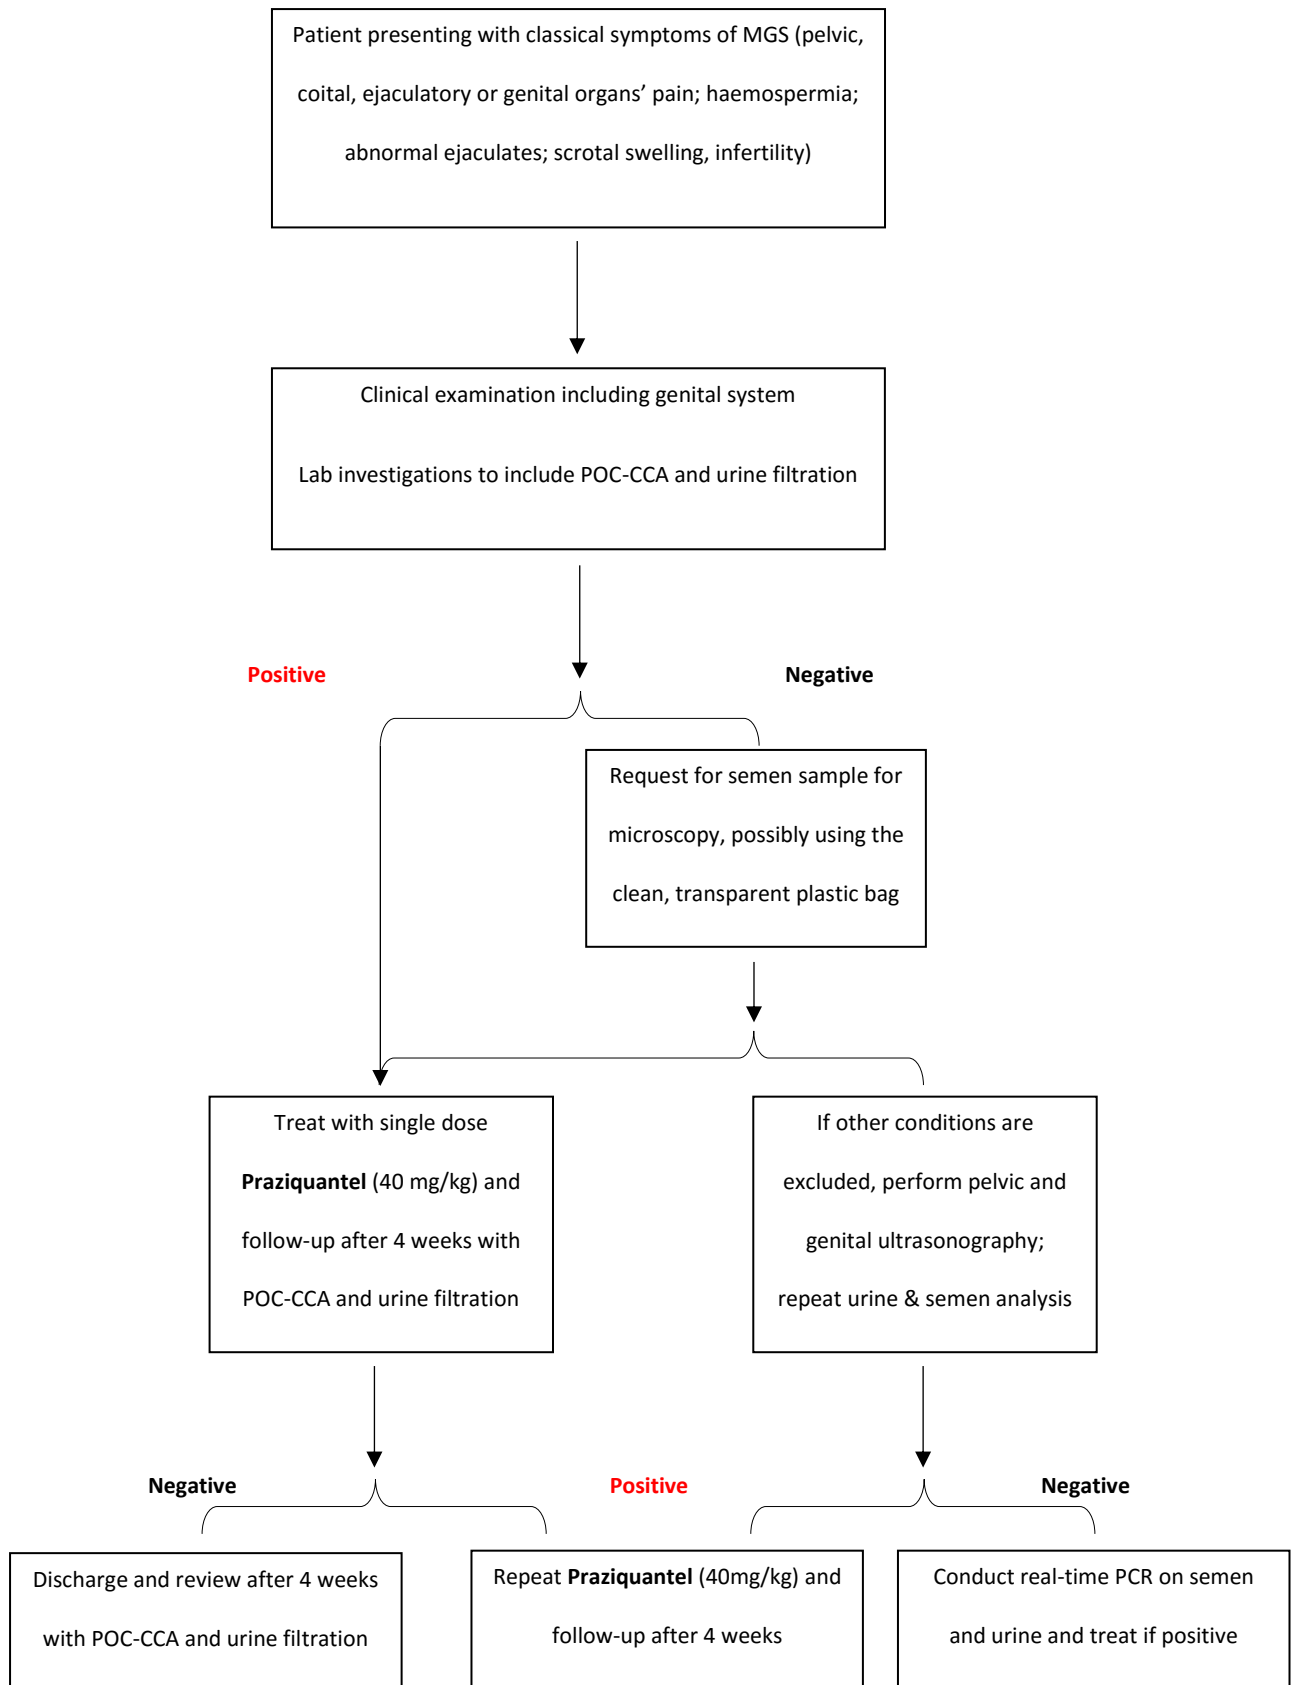 Patient presenting with classical symptoms of MGS (pelvic,
coital, ejaculatory or genital organs’ pain; haemospermia;
abnormal ejaculates; scrotal swelling, infertility)
Clinical examination including genital system
Lab investigations to include POC-CCA and urine filtration
Positive
Negative
Request for semen sample for
microscopy, possibly using the
clean, transparent plastic bag
Treat with single dose
Praziquantel (40 mg/kg) and
follow-up after 4 weeks with
POC-CCA and urine filtration
If other conditions are
excluded, perform pelvic and
genital ultrasonography;
repeat urine & semen analysis
Negative
Positive
Negative
Discharge and review after 4 weeks
with POC-CCA and urine filtration
Repeat Praziquantel (40mg/kg) and
follow-up after 4 weeks
Conduct real-time PCR on semen
and urine and treat if positive